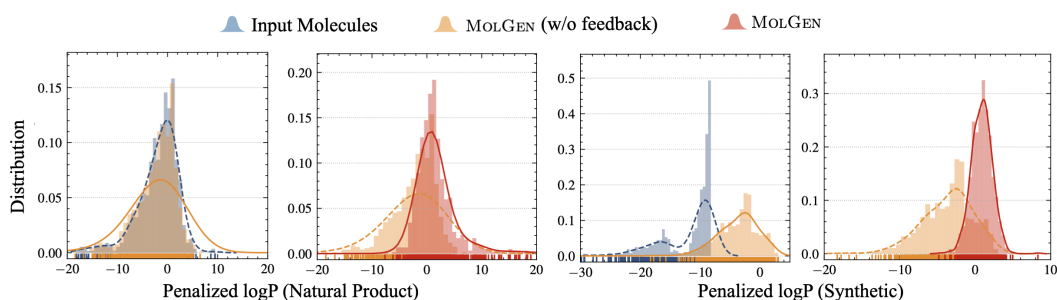 Input Molecules MOLGEN (w/o feedback) MOLGEN
Distribution
0.15
0.10
0.05
0.00
−20 −10 0 10 20
0.20
0.15
0.10
0.05
0.00
−20 −10 0 10 20
Penalized logP (Natural Product)
0.5
0.4
0.3
0.2
0.1
0.0
−30 −20 −10 0
0.3
0.2
0.1
0.0
−20 −10 0 10
Penalized logP (Synthetic)